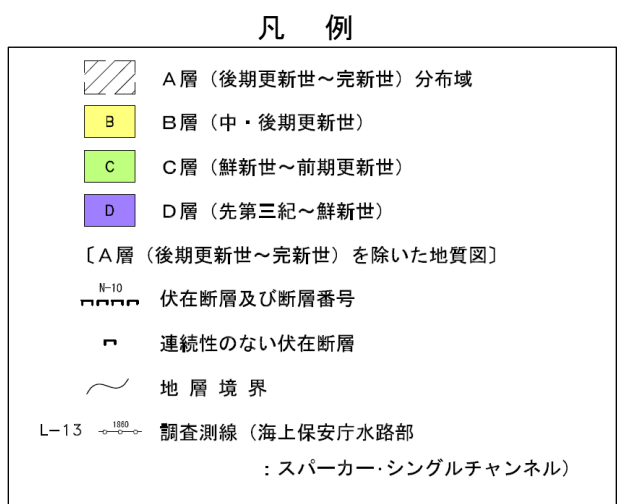 凡 例
A層（後期更新世～完新世）分布域
B B層（中・後期更新世）
C C層（鮮新世～前期更新世）
D D層（先第三紀～鮮新世）
〔A層（後期更新世～完新世）を除いた地質図〕
N-10 伏在断層及び断層番号
連続性のない伏在断層
地 層 境 界
L-13 1860 調査測線（海上保安庁水路部
：スパーカー・シングルチャンネル）